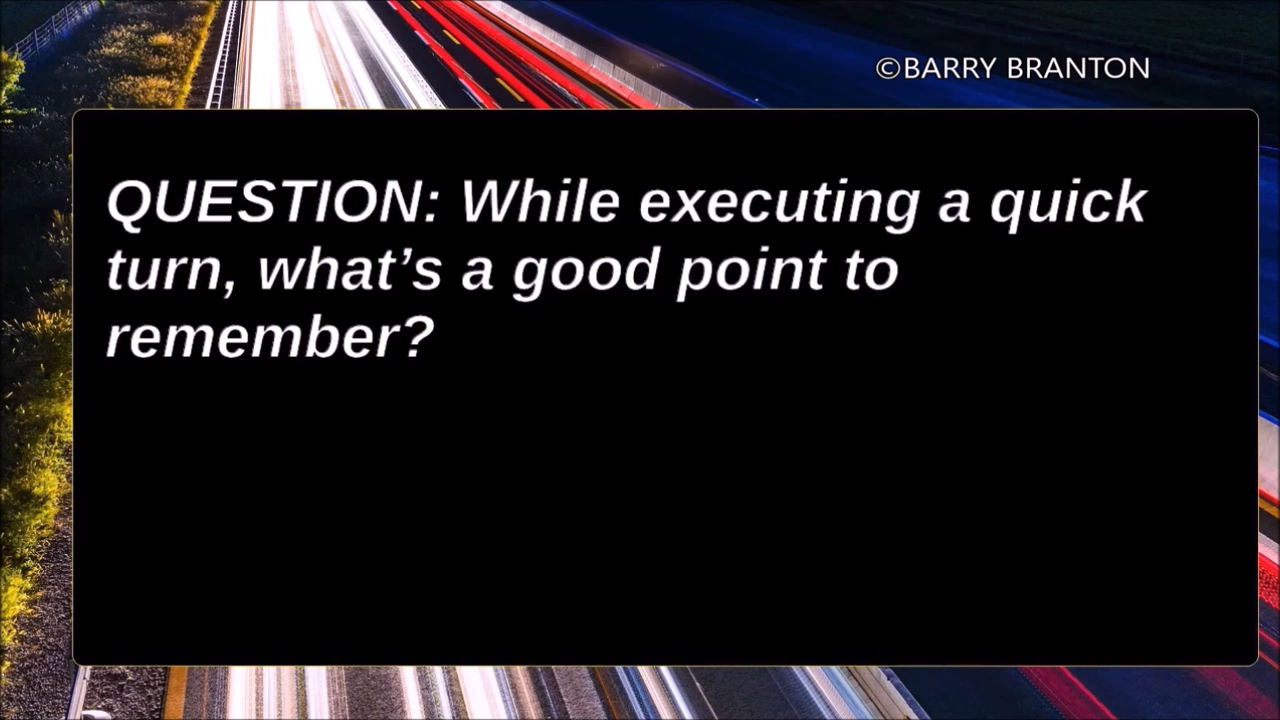 ©BARRY BRANTON
QUESTION: While executing a quick
turn, what’s a good point to
remember?